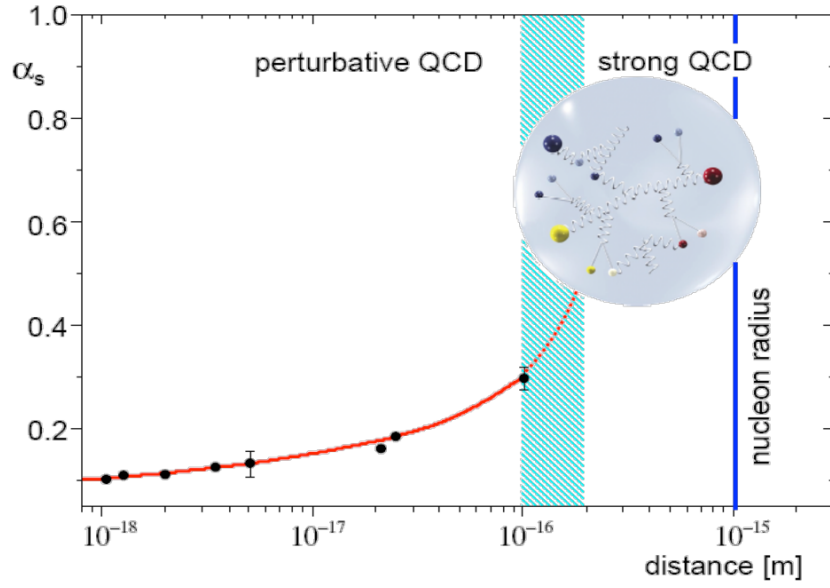 1.0
perturbative QCD
strong QCD
αs
0.8
0.6
0.4
0.2
nucleon radius
10⁻¹⁸
10⁻¹⁷
10⁻¹⁶
10⁻¹⁵
distance [m]